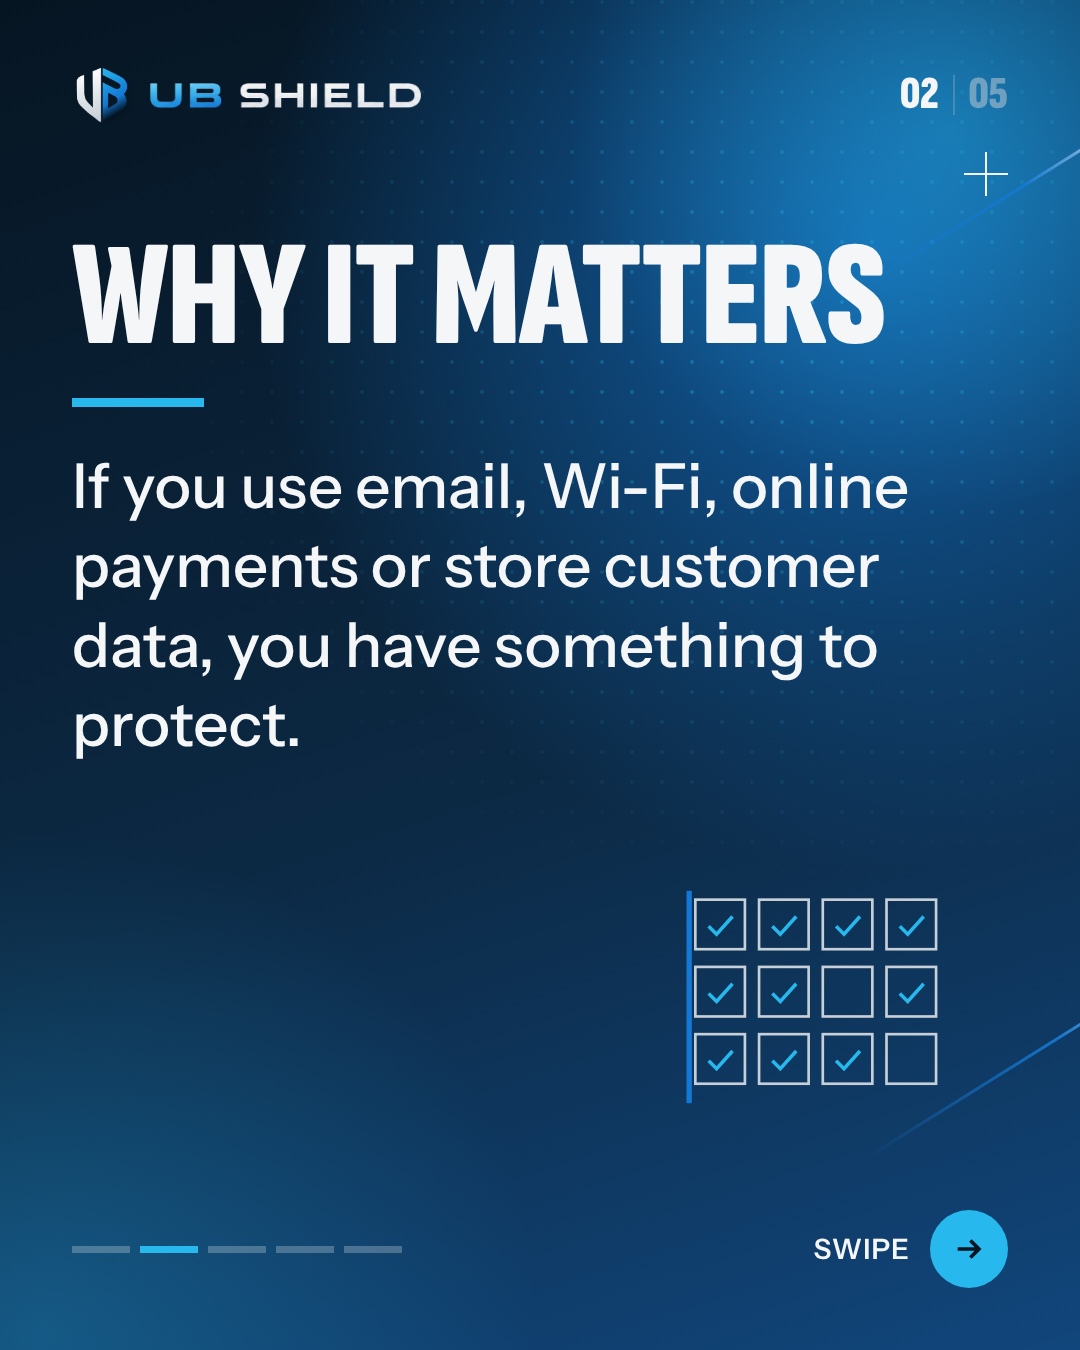 UB SHIELD
02 | 05
WHY IT MATTERS
If you use email, Wi-Fi, online
payments or store customer
data, you have something to
protect.
SWIPE